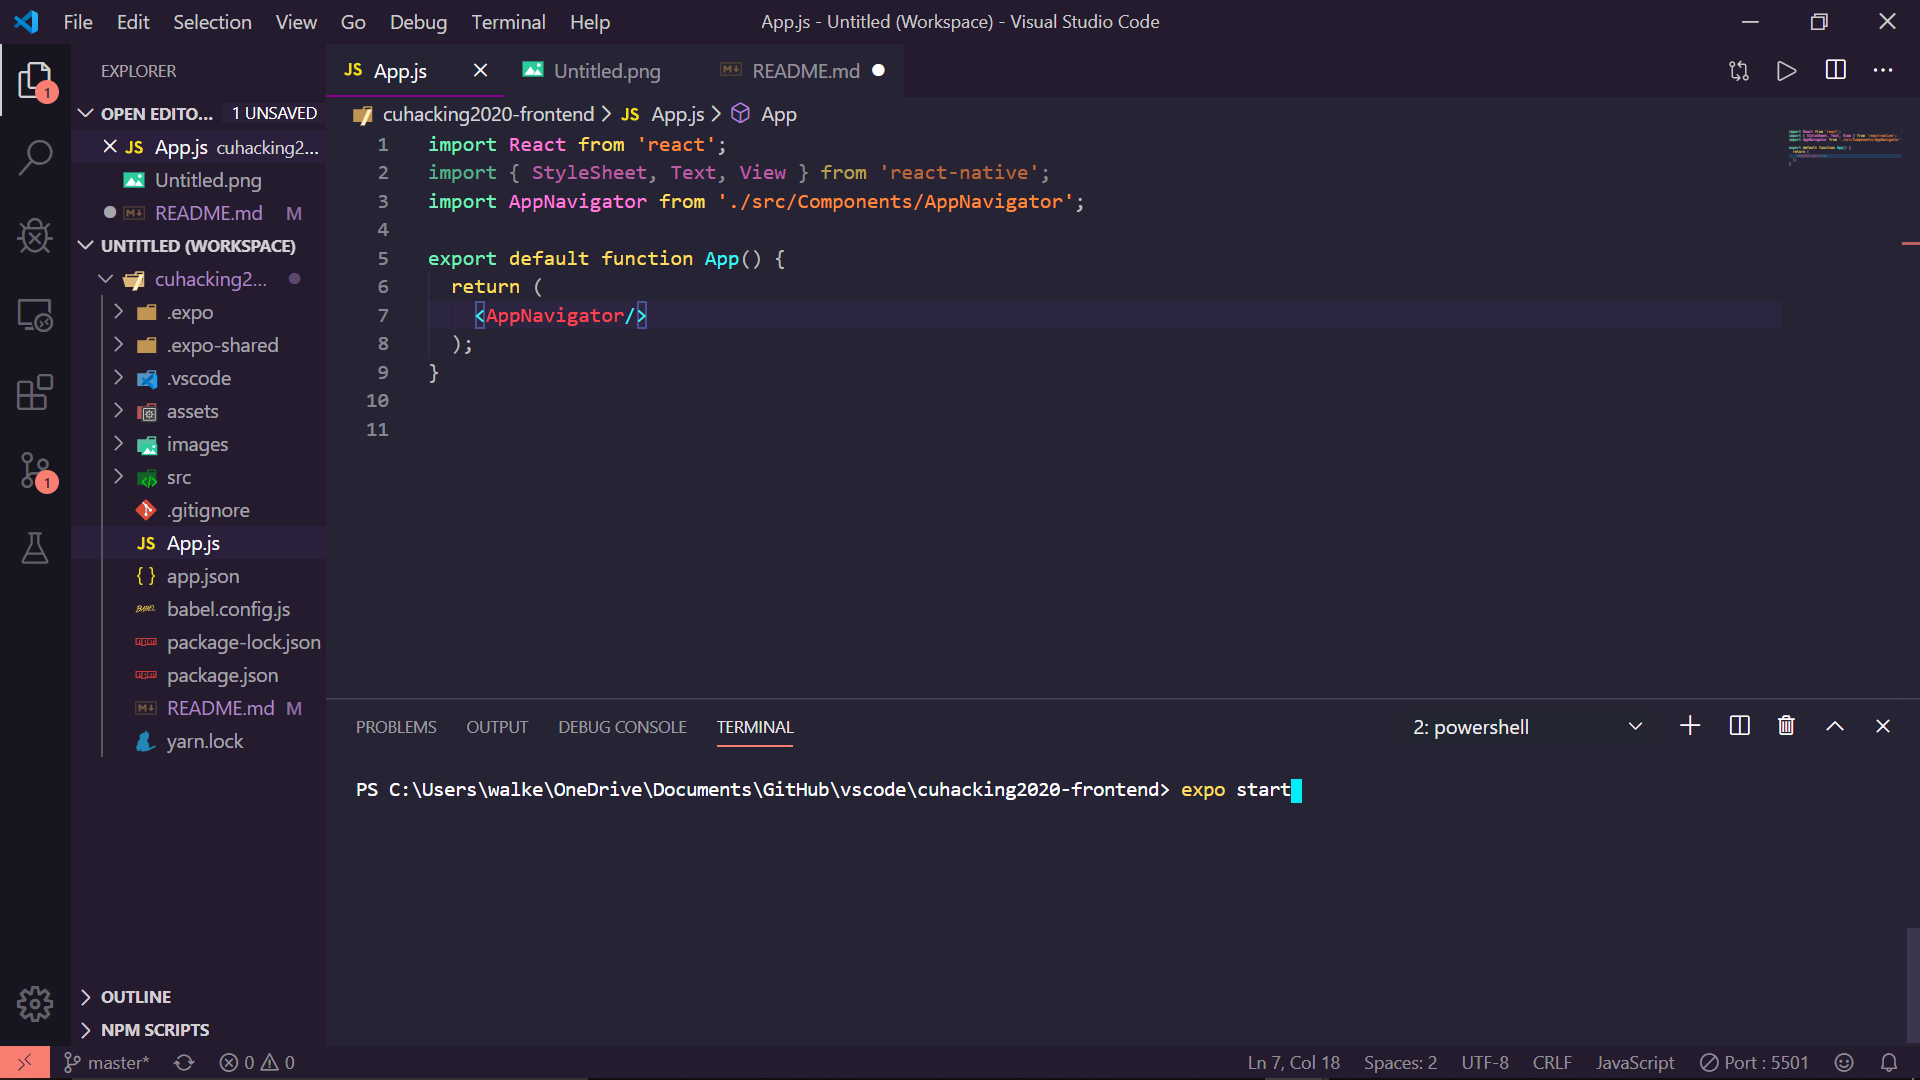 File Edit Selection View Go Debug Terminal Help
App.js - Untitled (Workspace) - Visual Studio Code
1
1
EXPLORER
OPEN EDITO... 1 UNSAVED
JS App.js cuhacking2...
Untitled.png
README.md M
UNTITLED (WORKSPACE)
cuhacking2...
.expo
.expo-shared
.vscode
assets
images
src
.gitignore
JS App.js
{ } app.json
BABEL babel.config.js
package-lock.json
package.json
README.md M
yarn.lock
OUTLINE
NPM SCRIPTS
JS App.js
Untitled.png
README.md
cuhacking2020-frontend > JS App.js > App
1 import React from 'react';
2 import { StyleSheet, Text, View } from 'react-native';
3 import AppNavigator from './src/Components/AppNavigator';
4
5 export default function App() {
6 return (
7 <AppNavigator/>
8 );
9 }
10
11
PROBLEMS OUTPUT DEBUG CONSOLE TERMINAL
2: powershell
PS C:\Users\walke\OneDrive\Documents\GitHub\vscode\cuhacking2020-frontend> expo start
master* 0 0
Ln 7, Col 18 Spaces: 2 UTF-8 CRLF JavaScript Port : 5501